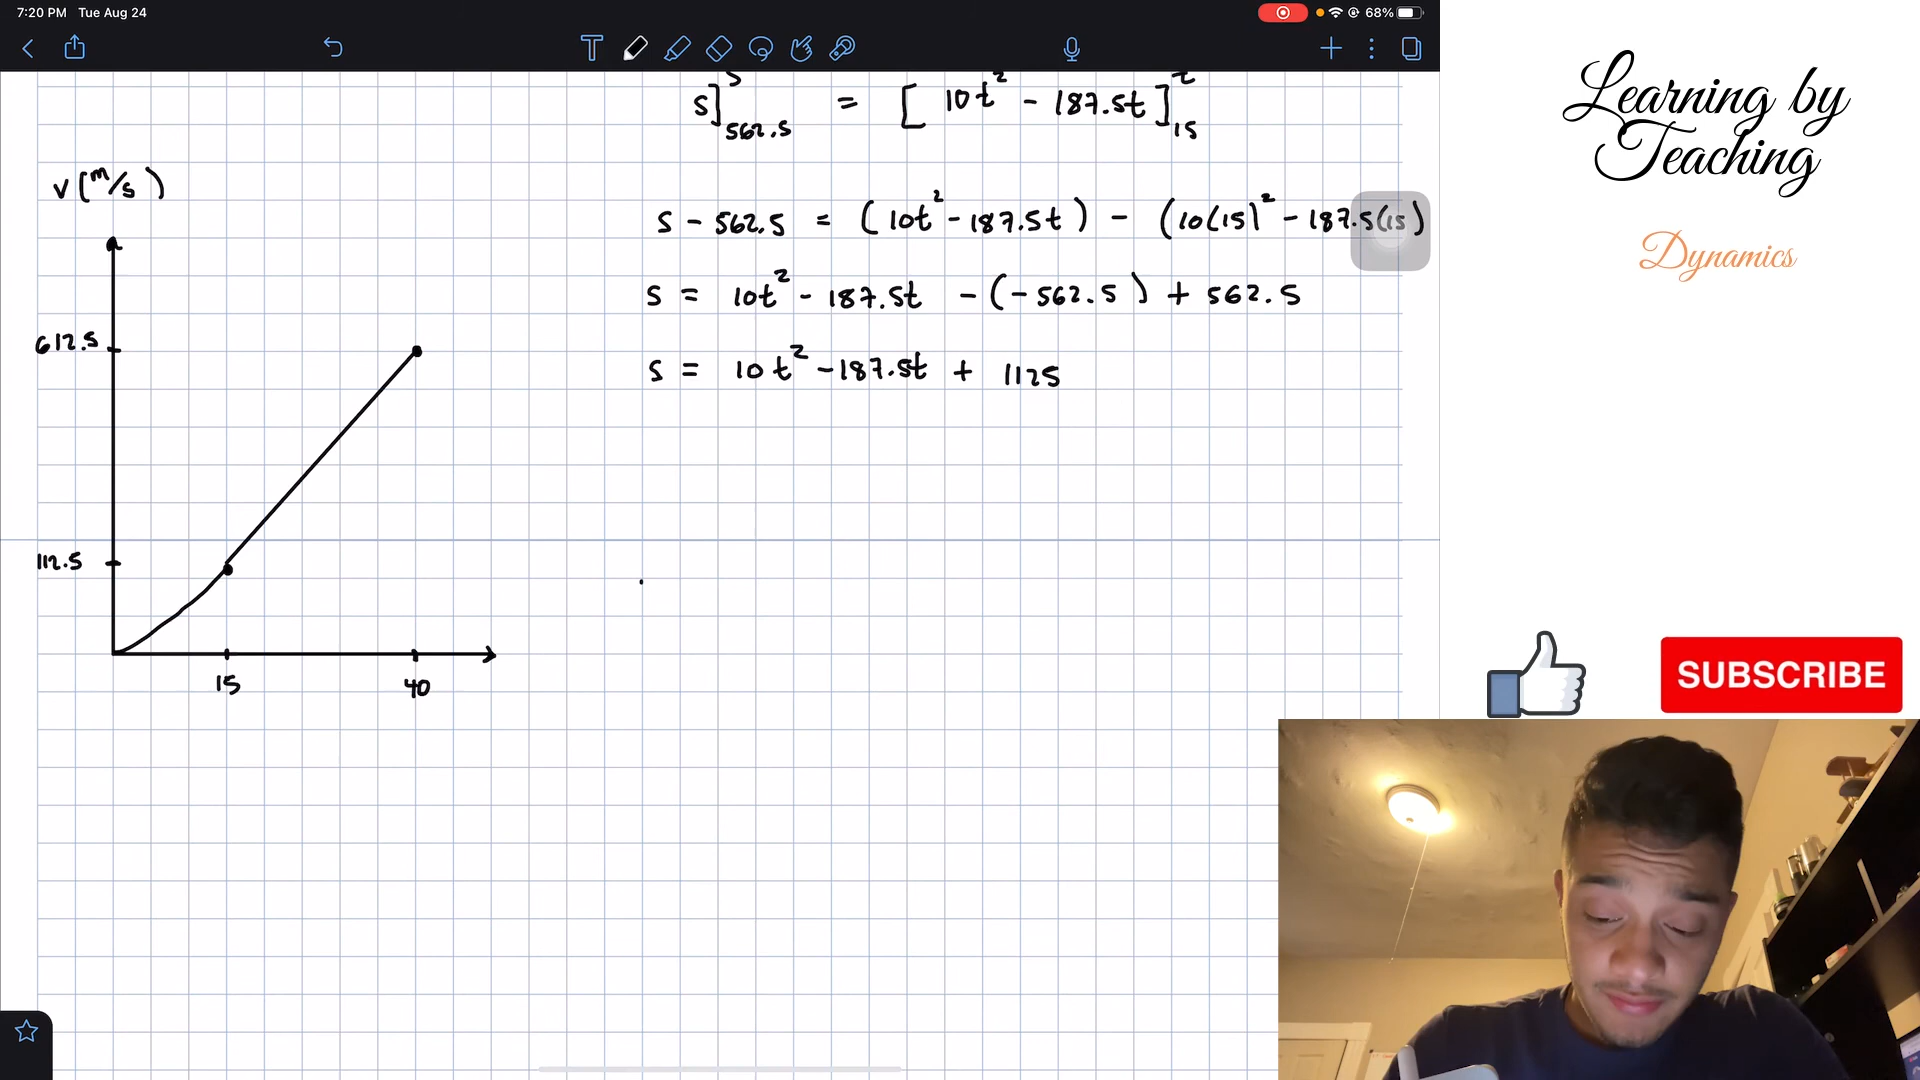 7:20 PM Tue Aug 24
68%
s]ˢ₅₆₂.₅ = [10t² - 187.5t]ᵗ₁₅
v (m/s)
s - 562.5 = (10t² - 187.5t) - (10(15)² - 187.5(15)
s = 10t² - 187.5t - (-562.5) + 562.5
s = 10t² - 187.5t + 1125
612.5
112.5
15
40
Learning by
Teaching
Dynamics
SUBSCRIBE